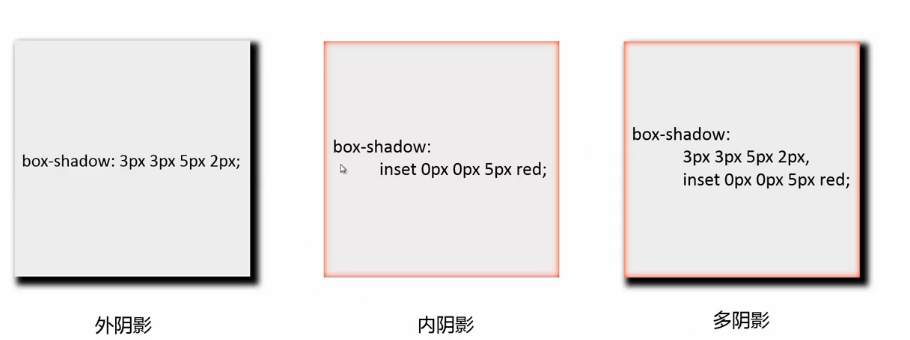 box-shadow: 3px 3px 5px 2px;
外阴影
box-shadow:
inset 0px 0px 5px red;
内阴影
box-shadow:
3px 3px 5px 2px,
inset 0px 0px 5px red;
多阴影